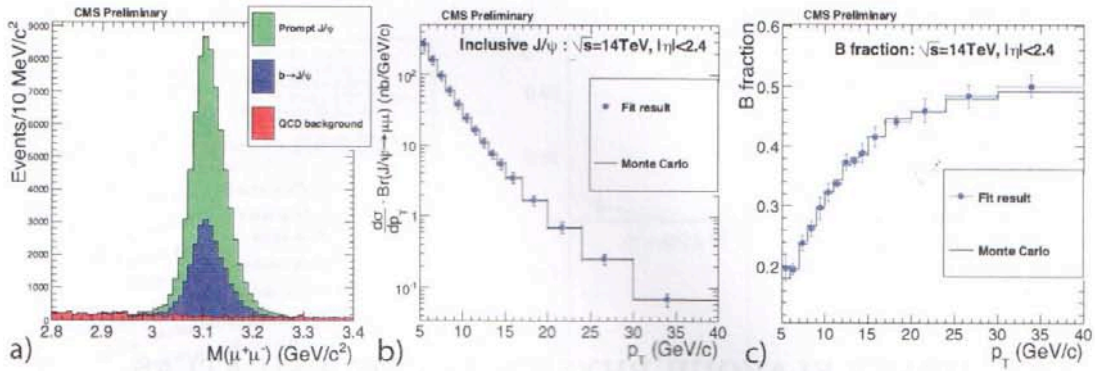 CMS Preliminary
Events/10 MeV/c²
9000
8000
7000
6000
5000
4000
3000
2000
1000
0
Prompt J/ψ
b→J/ψ
QCD background
2.8 2.9 3 3.1 3.2 3.3 3.4
M(μ⁺μ⁻) (GeV/c²)
a)
CMS Preliminary
Inclusive J/ψ : √s=14TeV, |η|<2.4
dσ/dp_T · Br(J/ψ→μμ) (nb/GeV/c)
10²
10
1
10⁻¹
Fit result
Monte Carlo
5 10 15 20 25 30 35 40
p_T (GeV/c)
b)
CMS Preliminary
B fraction: √s=14TeV, |η|<2.4
B fraction
0.6
0.5
0.4
0.3
0.2
Fit result
Monte Carlo
5 10 15 20 25 30 35 40
p_T (GeV/c)
c)